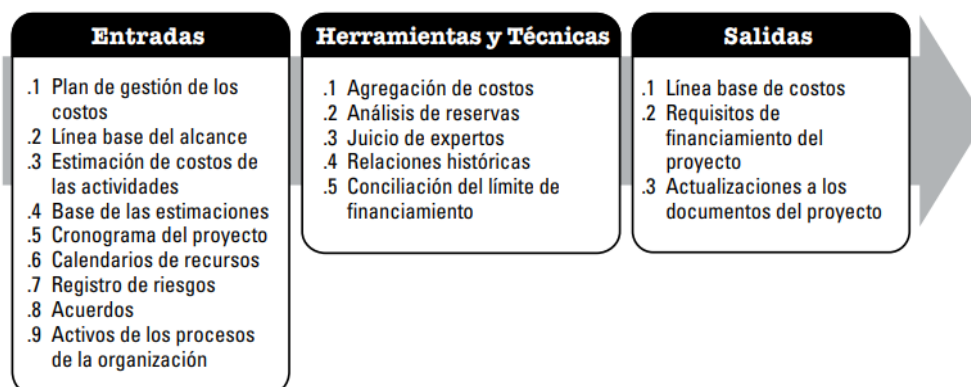 Entradas
.1 Plan de gestión de los
costos
.2 Línea base del alcance
.3 Estimación de costos de
las actividades
.4 Base de las estimaciones
.5 Cronograma del proyecto
.6 Calendarios de recursos
.7 Registro de riesgos
.8 Acuerdos
.9 Activos de los procesos
de la organización
Herramientas y Técnicas
.1 Agregación de costos
.2 Análisis de reservas
.3 Juicio de expertos
.4 Relaciones históricas
.5 Conciliación del límite de
financiamiento
Salidas
.1 Línea base de costos
.2 Requisitos de
financiamiento del
proyecto
.3 Actualizaciones a los
documentos del proyecto